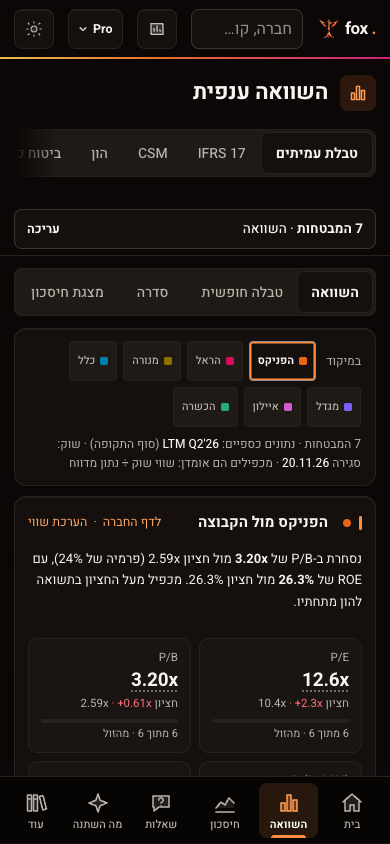 fox.
חברה, קו...
Pro
השוואה ענפית
טבלת עמיתים
IFRS 17
CSM
הון
ביטוח כ
7 המבטחות · השוואה
עריכה
השוואה
טבלה חופשית
סדרה
מצגת חיסכון
במיקוד
הפניקס
הראל
מנורה
כלל
מגדל
איילון
הכשרה
7 המבטחות · נתונים כספיים: LTM Q2'26 (סוף התקופה) · שוק:
סגירה 20.11.26 · מכפילים הם אומדן: שווי שוק ÷ נתון מדווח
הפניקס מול הקבוצה
לדף החברה · הערכת שווי
נסחרת ב-P/B של 3.20x מול חציון 2.59x (פרמיה של 24%), עם
ROE של 26.3% מול חציון 26.3%. מכפיל מעל החציון בתשואה
להון מתחתיו.
P/E
12.6x
חציון 10.4x · +2.3x
6 מתוך 6 · מהזול
P/B
3.20x
חציון 2.59x · +0.61x
6 מתוך 6 · מהזול
בית
השוואה
חיסכון
שאלות
מה השתנה
עוד